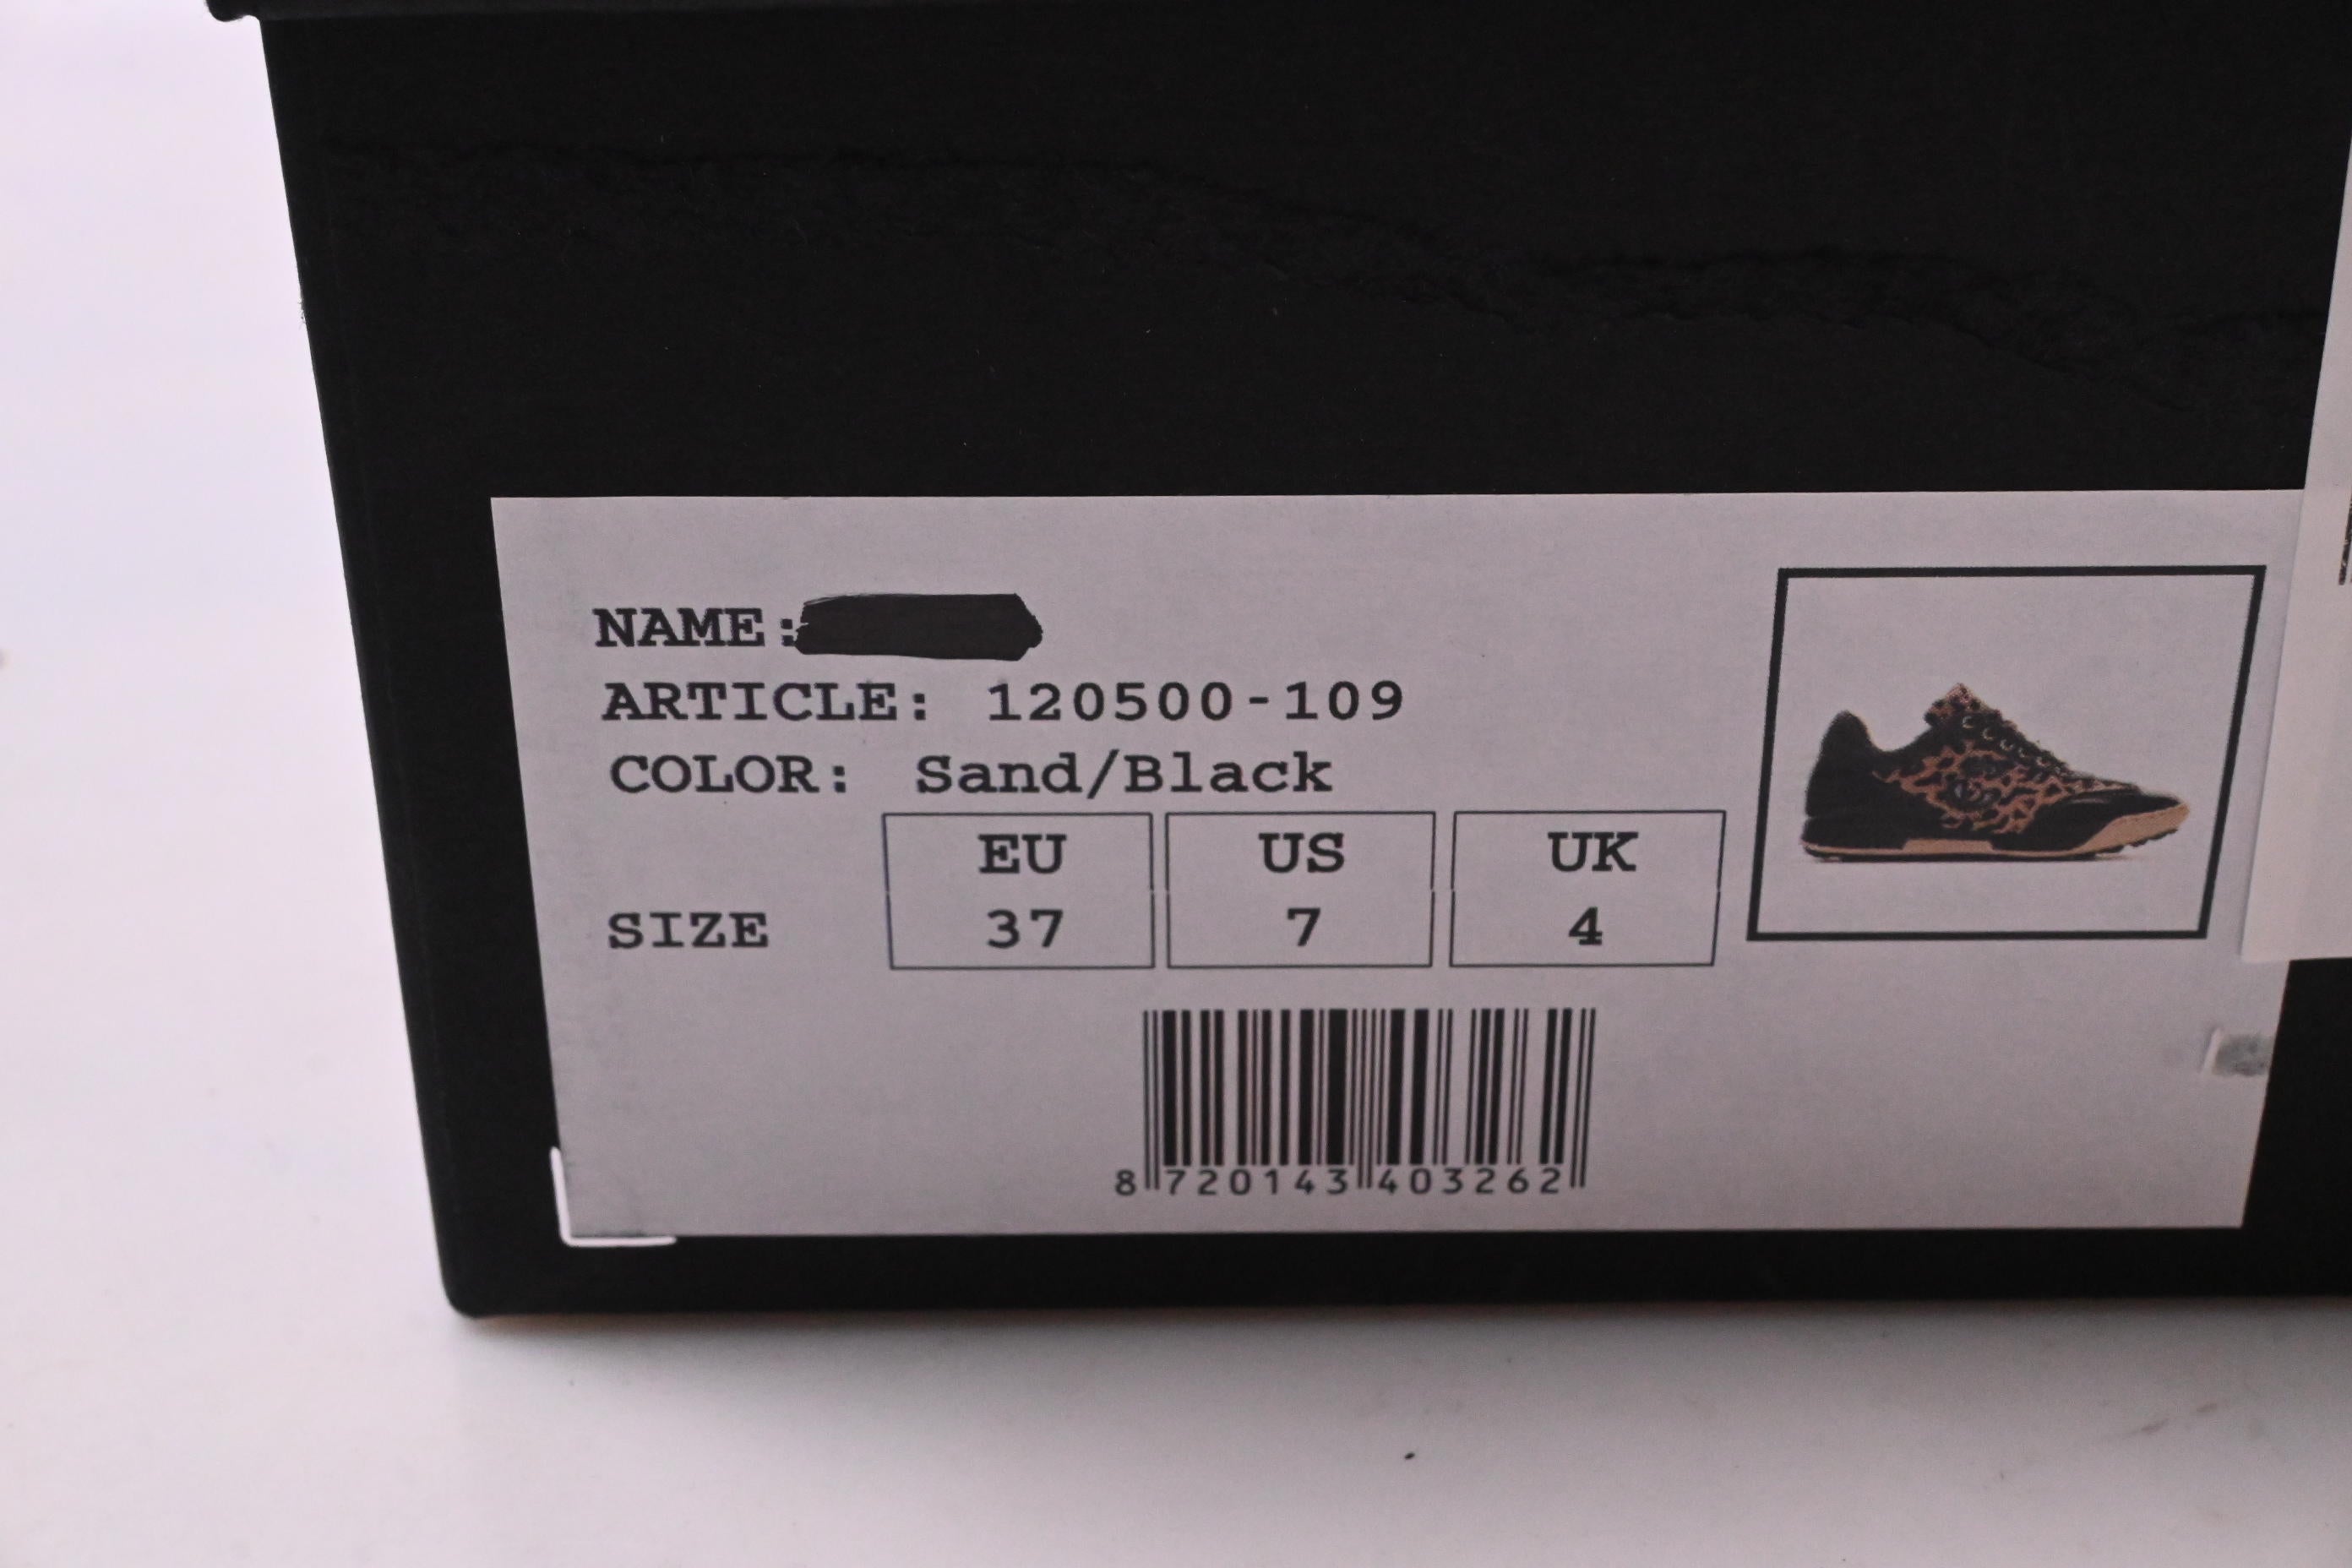 NAME:
ARTICLE: 120500-109
COLOR: Sand/Black
EU US UK
SIZE 37 7 4
8 720143 403262